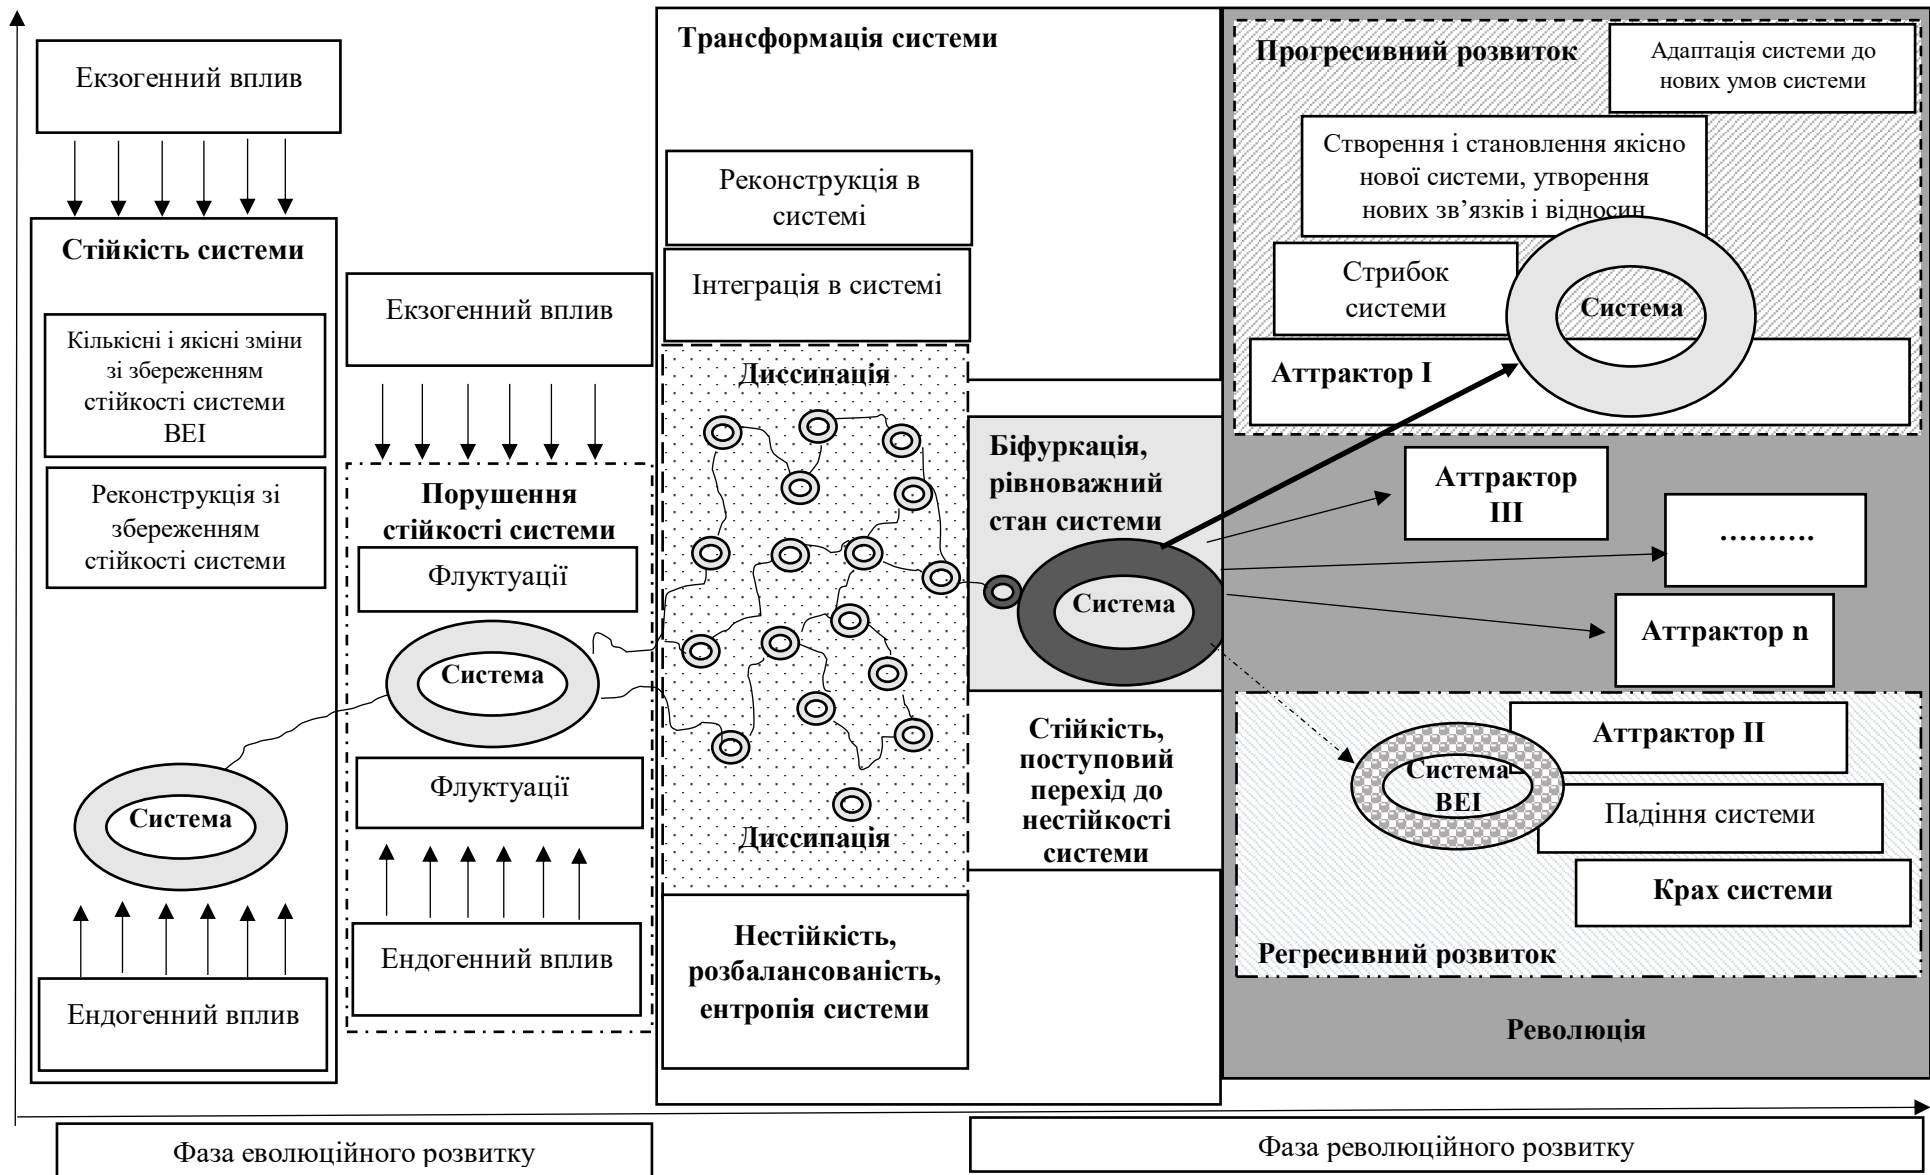 Екзогенний вплив
Стійкість системи
Кількісні і якісні зміни
зі збереженням
стійкості системи
ВЕІ
Реконструкція зі
збереженням
стійкості системи
Система
Ендогенний вплив
Екзогенний вплив
Порушення
стійкості системи
Флуктуації
Система
Флуктуації
Ендогенний вплив
Трансформація системи
Реконструкція в
системі
Інтеграція в системі
Диссипація
Диссипація
Нестійкість,
розбалансованість,
ентропія системи
Біфуркація,
рівноважний
стан системи
Система
Стійкість,
поступовий
перехід до
нестійкості
системи
Прогресивний розвиток
Адаптація системи до
нових умов системи
Створення і становлення якісно
нової системи, утворення
нових зв’язків і відносин
Стрибок
системи
Система
Аттрактор I
Аттрактор
III
……….
Аттрактор n
Аттрактор II
Система
ВЕІ
Падіння системи
Крах системи
Регресивний розвиток
Революція
Фаза еволюційного розвитку
Фаза революційного розвитку